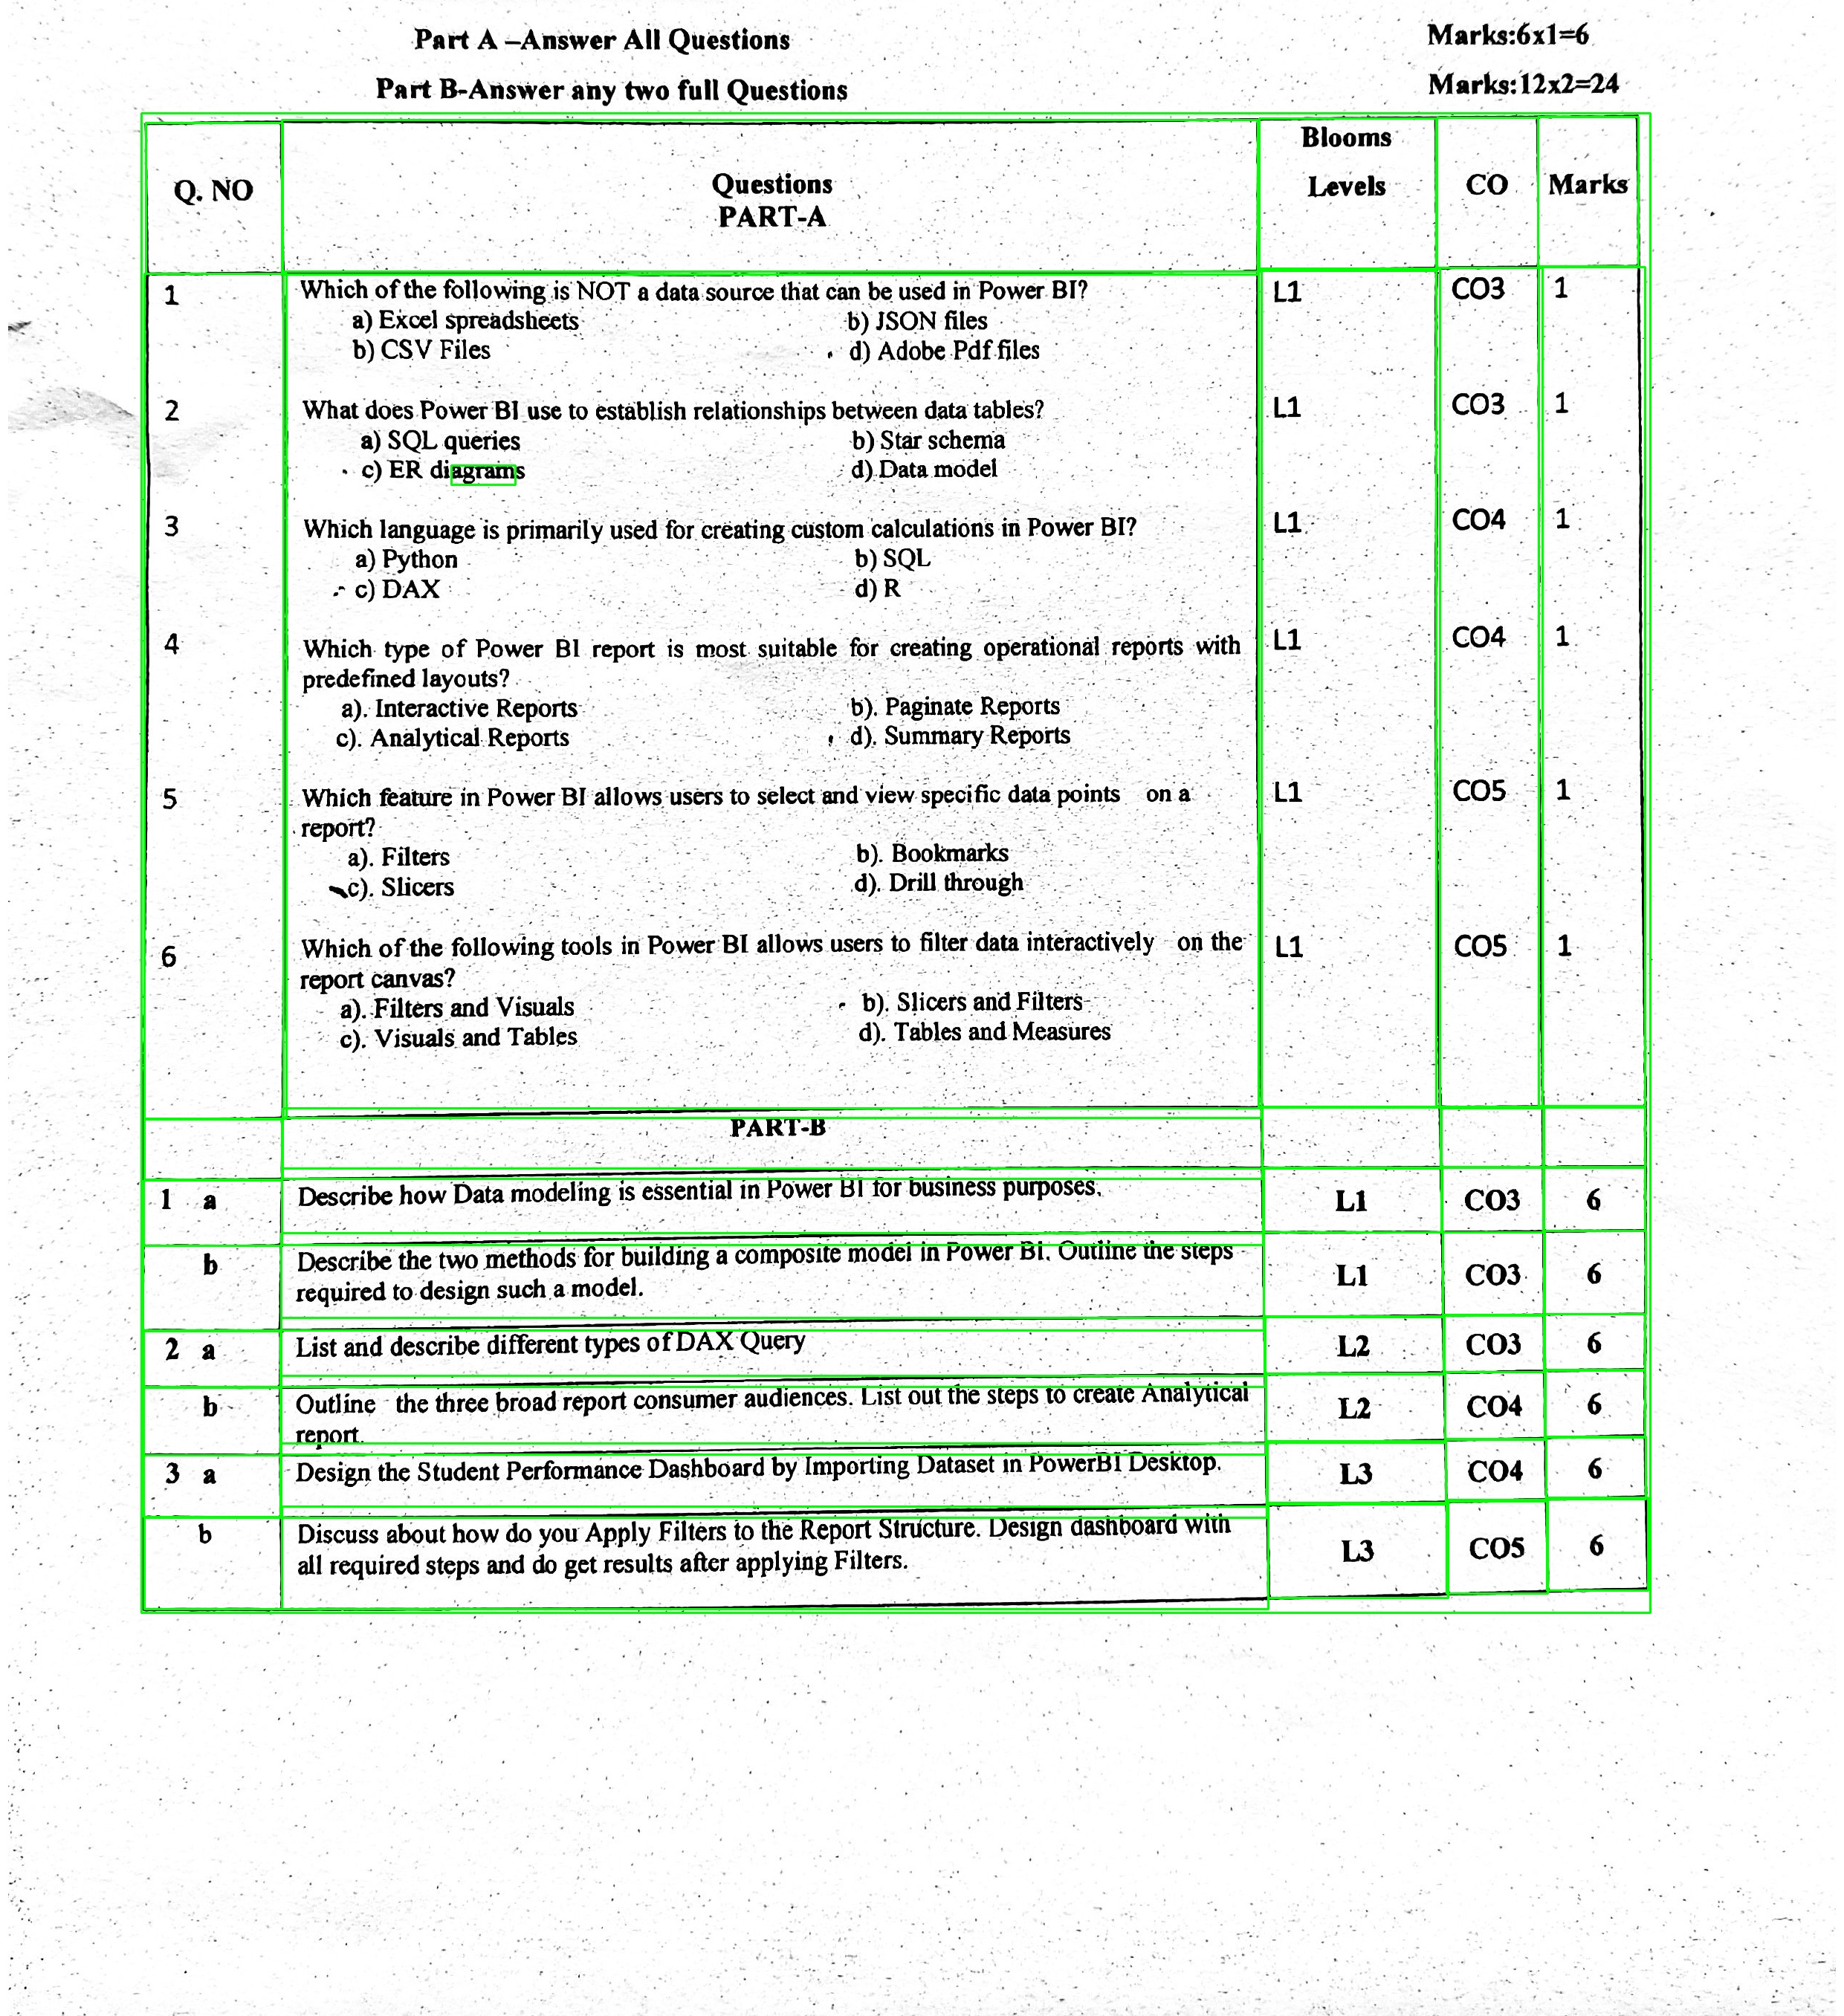 Part A –Answer All Questions Marks:6x1=6
Part B-Answer any two full Questions Marks:12x2=24
Q. NO Questions PART-A Blooms Levels CO Marks
1 Which of the following is NOT a data source that can be used in Power BI? L1 CO3 1
a) Excel spreadsheets b) JSON files
b) CSV Files d) Adobe Pdf files
2 What does Power BI use to establish relationships between data tables? L1 CO3 1
a) SQL queries b) Star schema
c) ER diagrams d) Data model
3 Which language is primarily used for creating custom calculations in Power BI? L1 CO4 1
a) Python b) SQL
c) DAX d) R
4 Which type of Power BI report is most suitable for creating operational reports with L1 CO4 1
predefined layouts?
a). Interactive Reports b). Paginate Reports
c). Analytical Reports d). Summary Reports
5 Which feature in Power BI allows users to select and view specific data points on a L1 CO5 1
report?
a). Filters b). Bookmarks
c). Slicers d). Drill through
6 Which of the following tools in Power BI allows users to filter data interactively on the L1 CO5 1
report canvas?
a). Filters and Visuals b). Slicers and Filters
c). Visuals and Tables d). Tables and Measures
PART-B
1 a Describe how Data modeling is essential in Power BI for business purposes. L1 CO3 6
b Describe the two methods for building a composite model in Power BI. Outline the steps L1 CO3 6
required to design such a model.
2 a List and describe different types of DAX Query L2 CO3 6
b Outline the three broad report consumer audiences. List out the steps to create Analytical L2 CO4 6
report.
3 a Design the Student Performance Dashboard by Importing Dataset in PowerBI Desktop. L3 CO4 6
b Discuss about how do you Apply Filters to the Report Structure. Design dashboard with L3 CO5 6
all required steps and do get results after applying Filters.